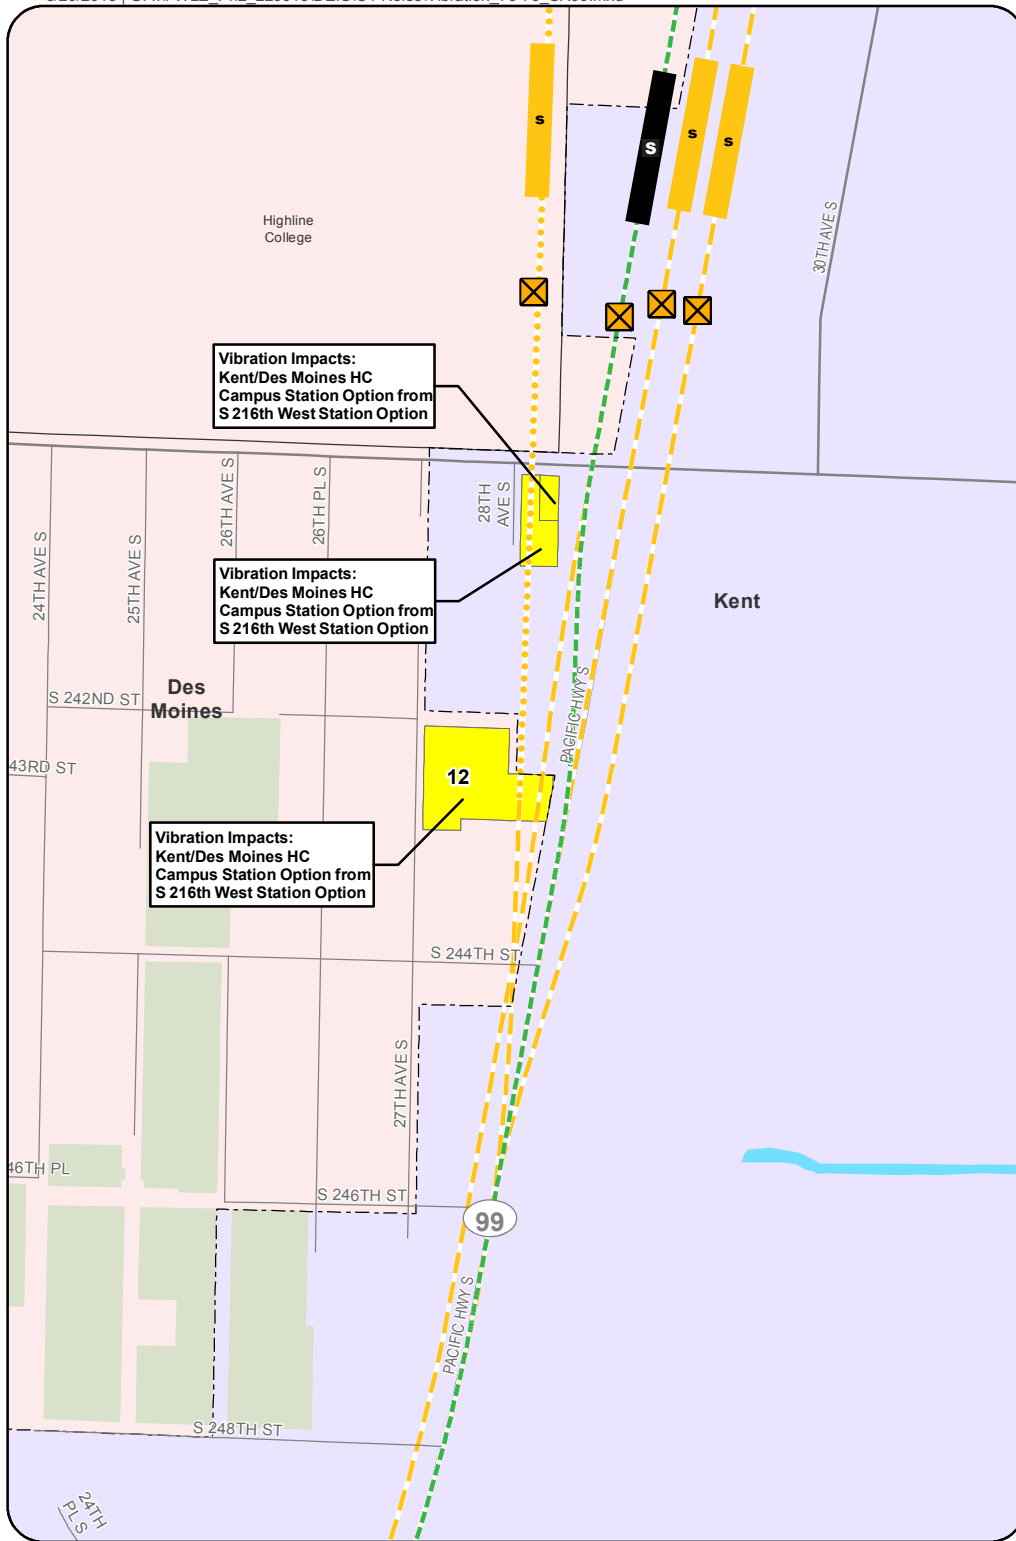 s
s
s
s
Highline
College
30TH AVE S
Vibration Impacts:
Kent/Des Moines HC
Campus Station Option from
S 216th West Station Option
24TH AVE S
25TH AVE S
26TH AVE S
26TH PL S
28TH
AVE S
Vibration Impacts:
Kent/Des Moines HC
Campus Station Option from
S 216th West Station Option
Kent
Des
Moines
S 242ND ST
PACIFIC HWY S
43RD ST
12
Vibration Impacts:
Kent/Des Moines HC
Campus Station Option from
S 216th West Station Option
S 244TH ST
27TH AVE S
46TH PL
S 246TH ST
99
PACIFIC HWY S
S 248TH ST
24TH
PL S